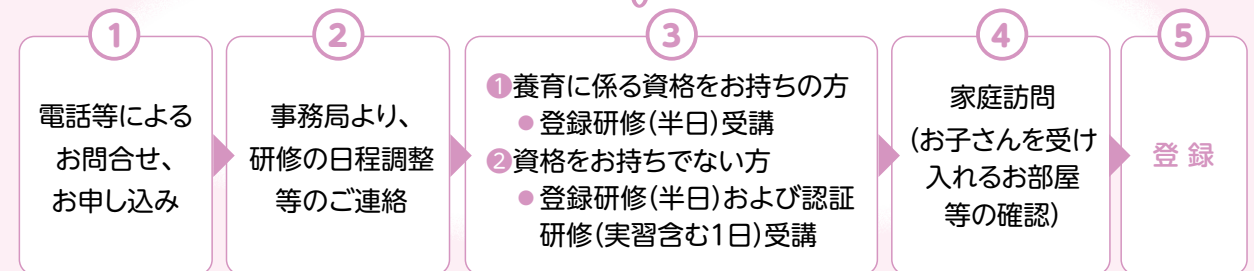 1
電話等による
お問合せ、
お申し込み
2
事務局より、
研修の日程調整
等のご連絡
3
❶養育に係る資格をお持ちの方
●登録研修(半日)受講
❷資格をお持ちでない方
●登録研修(半日)および認証
研修(実習含む1日)受講
4
家庭訪問
(お子さんを受け
入れるお部屋
等の確認)
5
登録